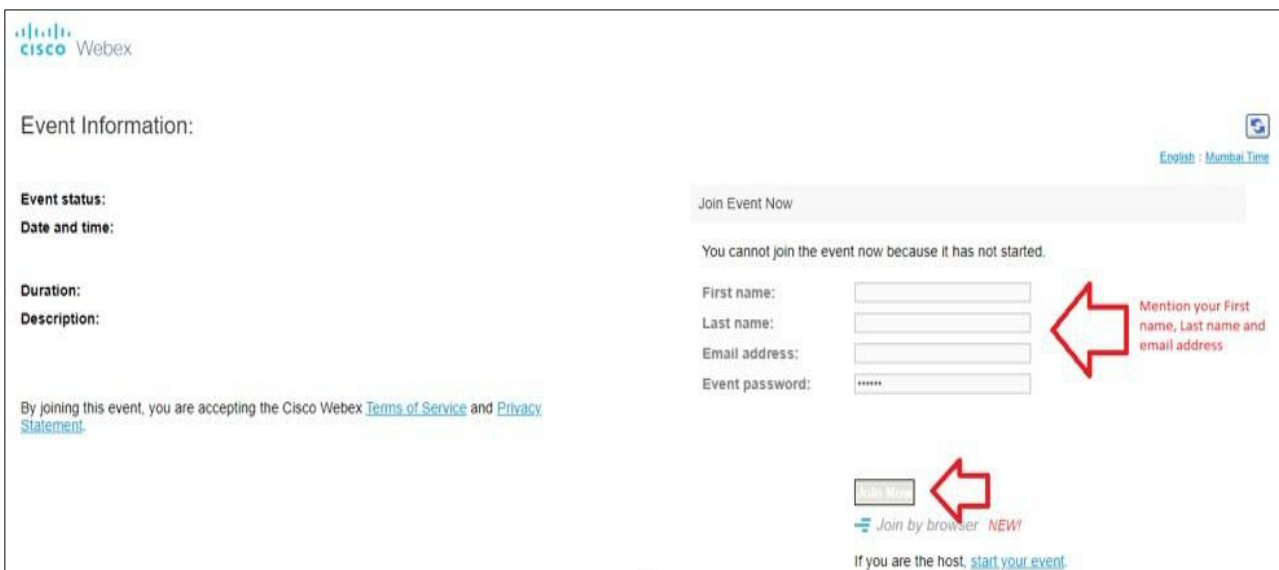 cisco Webex
Event Information:
English : Mumbai Time
Event status:
Date and time:
Duration:
Description:
By joining this event, you are accepting the Cisco Webex Terms of Service and Privacy
Statement.
Join Event Now
You cannot join the event now because it has not started.
First name:
Last name:
Email address:
Event password: ••••••
Mention your First
name, Last name and
email address
Join Now
Join by browser NEW!
If you are the host, start your event.